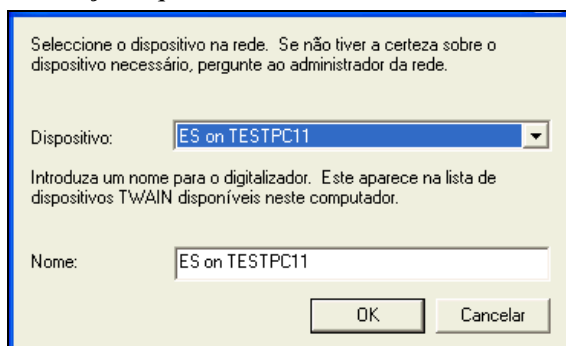 Seleccione o dispositivo na rede. Se não tiver a certeza sobre o
dispositivo necessário, pergunte ao administrador da rede.
Dispositivo: ES on TESTPC11
Introduza um nome para o digitalizador. Este aparece na lista de
dispositivos TWAIN disponíveis neste computador.
Nome: ES on TESTPC11
OK Cancelar